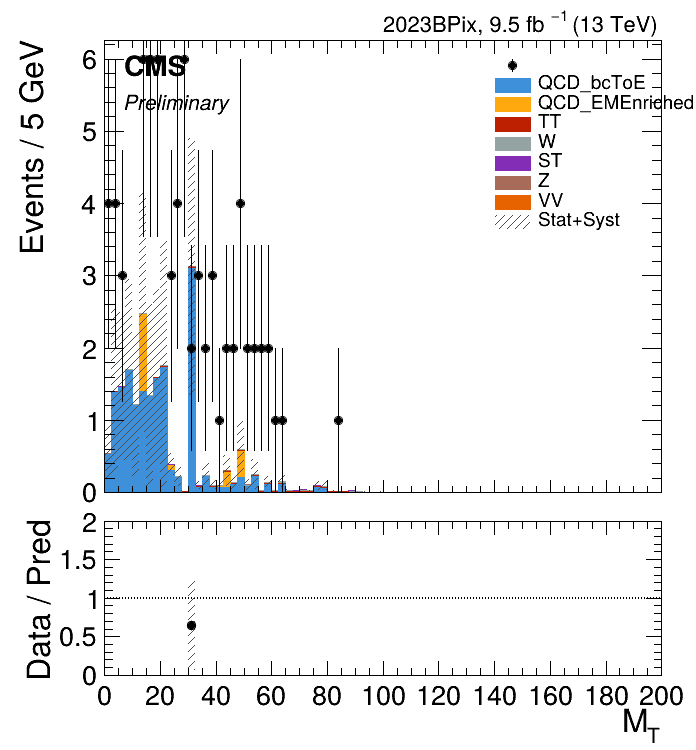 2023BPix, 9.5 fb⁻¹ (13 TeV)
Events / 5 GeV
6
5
4
3
2
1
0
CMS
Preliminary
QCD_bcToE
QCD_EMEnriched
TT
W
ST
Z
VV
Stat+Syst
Data / Pred
2
1.5
1
0.5
0
0 20 40 60 80 100 120 140 160 180 200
M_T